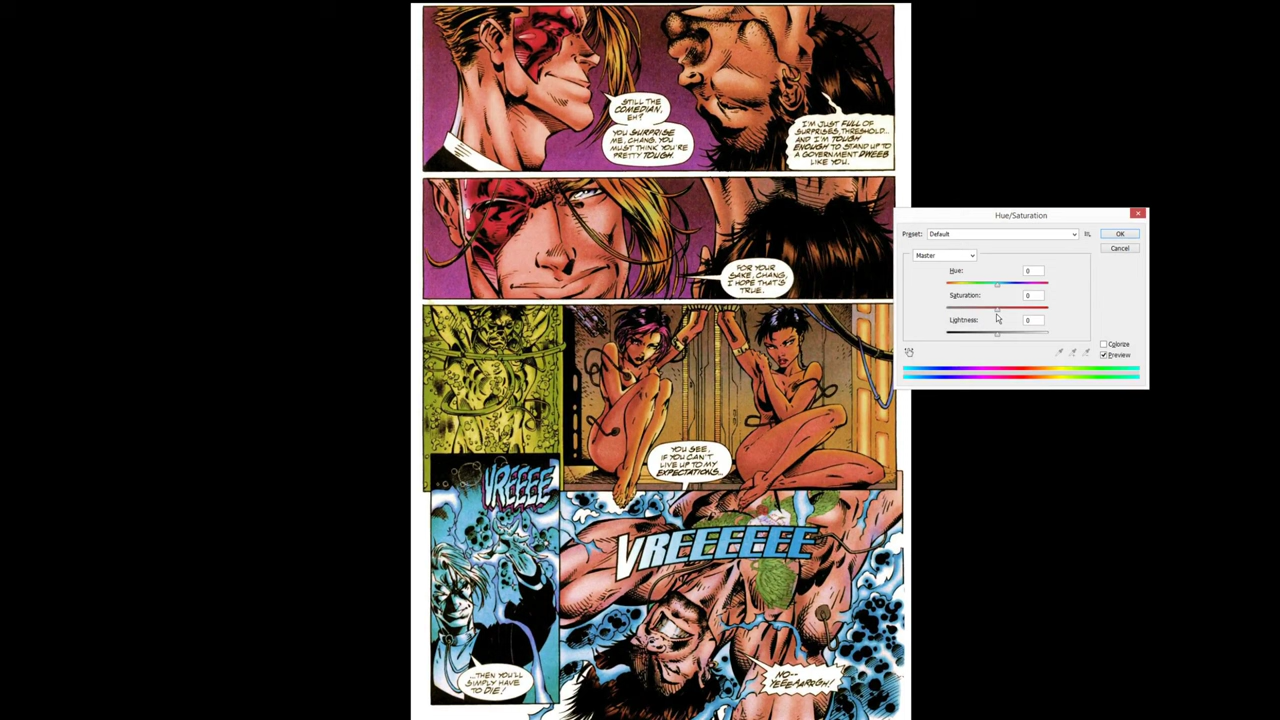 STILL THE
COMEDIAN,
EH?
YOU SURPRISE
ME, CHANG. YOU
MUST THINK YOU'RE
PRETTY TOUGH.
I'M JUST FULL OF
SURPRISES, THRESHOLD...
AND I'M TOUGH
ENOUGH TO STAND UP TO
A GOVERNMENT DWEEB
LIKE YOU.
FOR YOUR
SAKE, CHANG,
I HOPE THAT'S
TRUE.
YOU SEE,
IF YOU CAN'T
LIVE UP TO MY
EXPECTATIONS...
VREEEE
VREEEEEE
...THEN YOU'LL
SIMPLY HAVE
TO DIE!
NO--
YEEEAARRGH!
Hue/Saturation
Preset: Default
OK
Cancel
Master
Hue: 0
Saturation: 0
Lightness: 0
Colorize
Preview